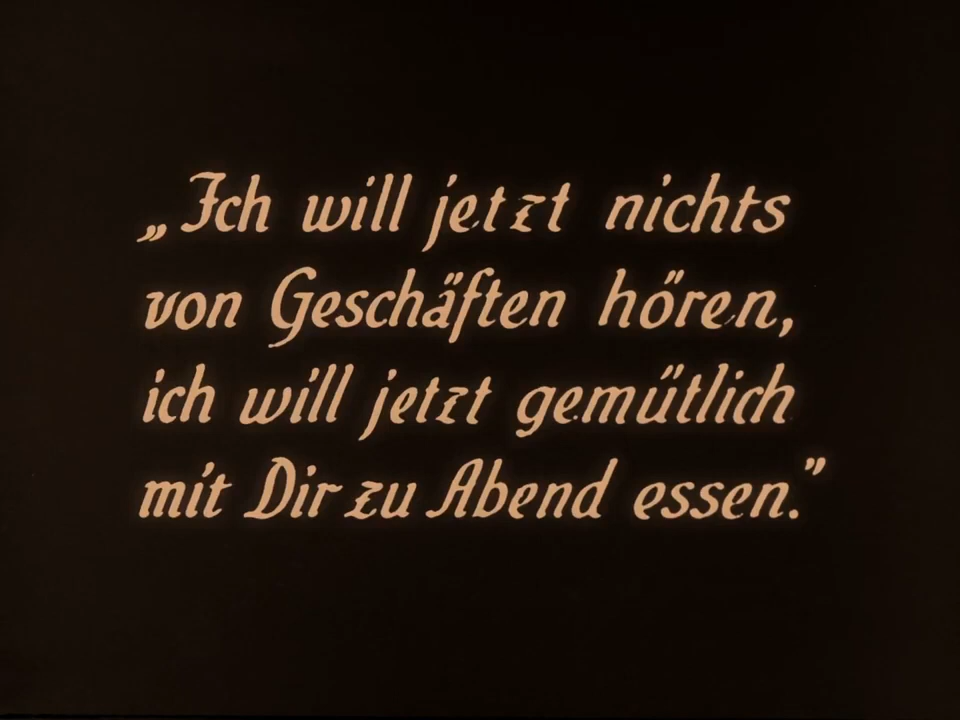 „Ich will jetzt nichts
von Geschäften hören,
ich will jetzt gemütlich
mit Dir zu Abend essen.”